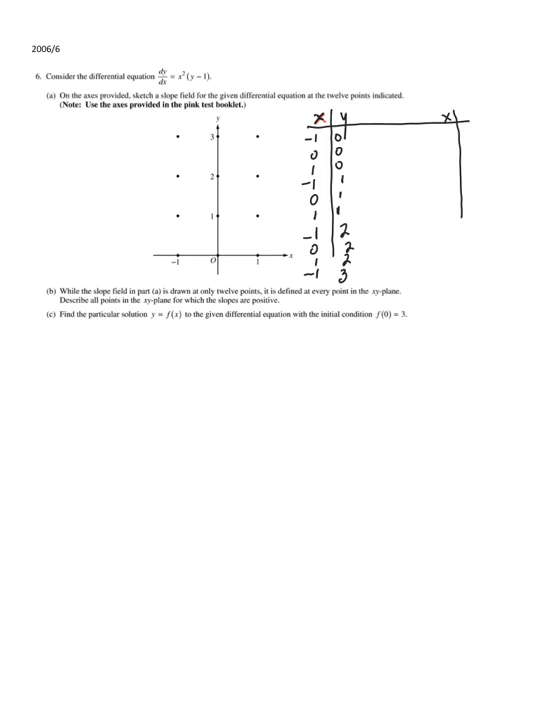 2006/6
6. Consider the differential equation dy/dx = x²(y − 1).
(a) On the axes provided, sketch a slope field for the given differential equation at the twelve points indicated.
(Note: Use the axes provided in the pink test booklet.)
y
3
2
1
−1 O 1 x
x y x
−1 0
0 0
1 0
−1 1
0 1
1 1
−1 2
0 2
1 2
−1 3
(b) While the slope field in part (a) is drawn at only twelve points, it is defined at every point in the xy-plane.
Describe all points in the xy-plane for which the slopes are positive.
(c) Find the particular solution y = f(x) to the given differential equation with the initial condition f(0) = 3.